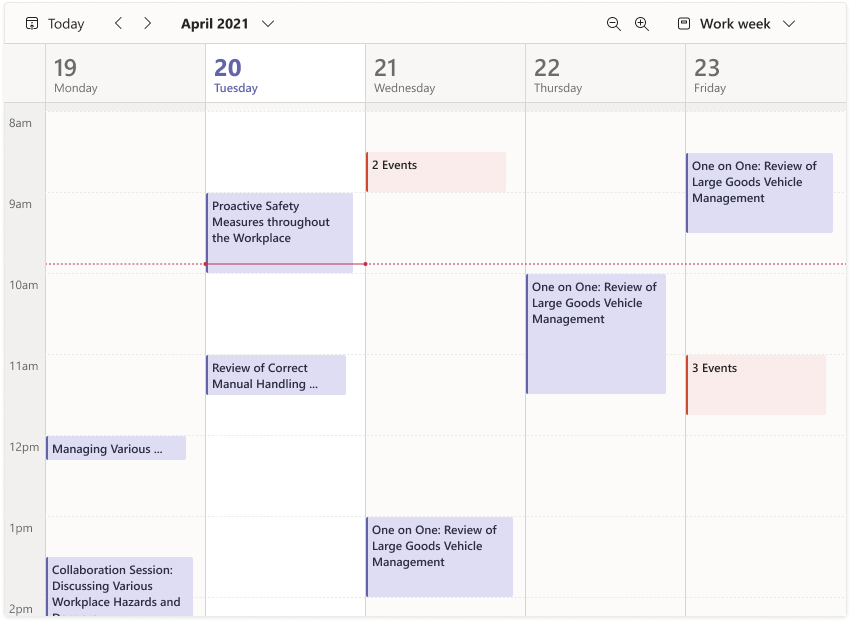 Today
April 2021
Work week
19
Monday
20
Tuesday
21
Wednesday
22
Thursday
23
Friday
8am
9am
10am
11am
12pm
1pm
2pm
Managing Various ...
Collaboration Session:
Discussing Various
Workplace Hazards and
Proactive Safety
Measures throughout
the Workplace
Review of Correct
Manual Handling ...
2 Events
One on One: Review of
Large Goods Vehicle
Management
One on One: Review of
Large Goods Vehicle
Management
One on One: Review of
Large Goods Vehicle
Management
3 Events